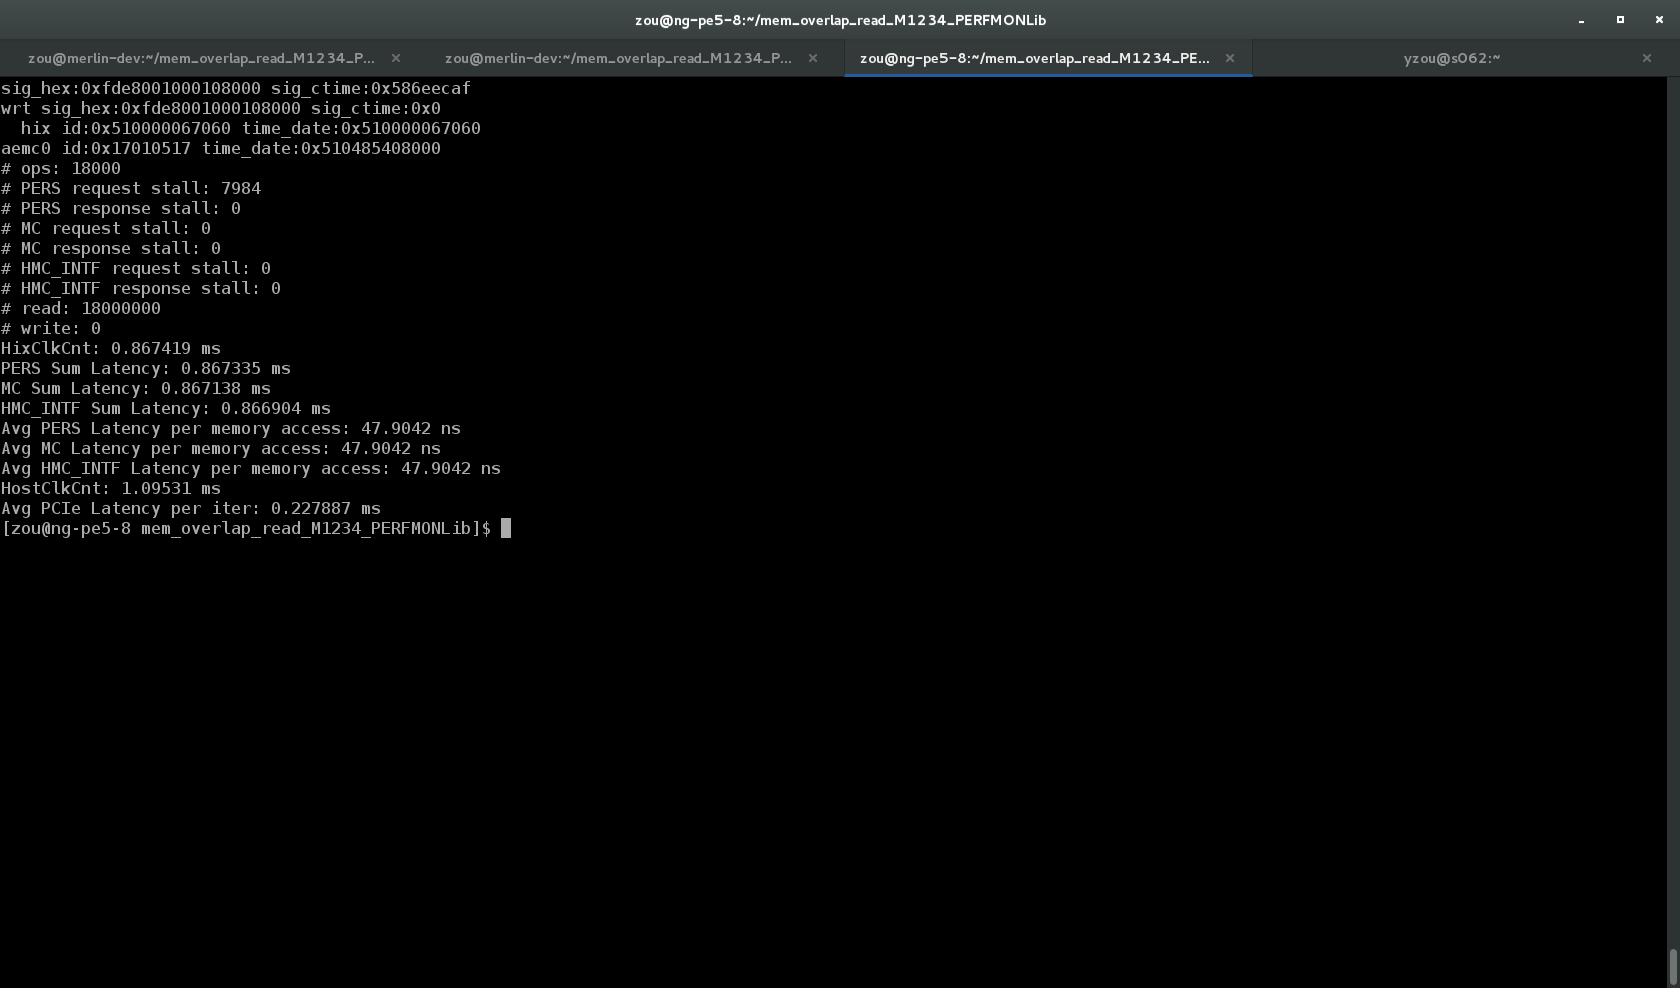 zou@ng-pe5-8:~/mem_overlap_read_M1234_PERFMONLib
zou@merlin-dev:~/mem_overlap_read_M1234_P... zou@merlin-dev:~/mem_overlap_read_M1234_P... zou@ng-pe5-8:~/mem_overlap_read_M1234_PE... yzou@s062:~
sig_hex:0xfde8001000108000 sig_ctime:0x586eecaf
wrt sig_hex:0xfde8001000108000 sig_ctime:0x0
  hix id:0x510000067060 time_date:0x510000067060
aemc0 id:0x17010517 time_date:0x510485408000
# ops: 18000
# PERS request stall: 7984
# PERS response stall: 0
# MC request stall: 0
# MC response stall: 0
# HMC_INTF request stall: 0
# HMC_INTF response stall: 0
# read: 18000000
# write: 0
HixClkCnt: 0.867419 ms
PERS Sum Latency: 0.867335 ms
MC Sum Latency: 0.867138 ms
HMC_INTF Sum Latency: 0.866904 ms
Avg PERS Latency per memory access: 47.9042 ns
Avg MC Latency per memory access: 47.9042 ns
Avg HMC_INTF Latency per memory access: 47.9042 ns
HostClkCnt: 1.09531 ms
Avg PCIe Latency per iter: 0.227887 ms
[zou@ng-pe5-8 mem_overlap_read_M1234_PERFMONLib]$